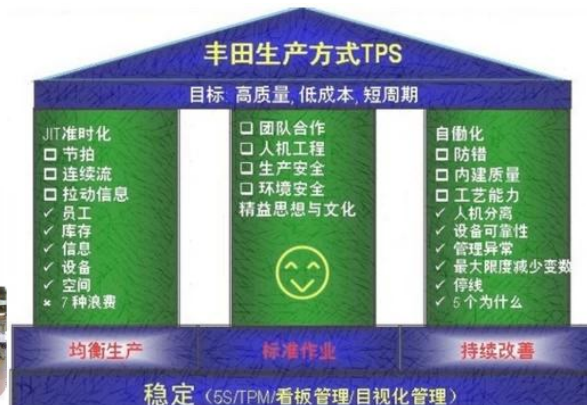 丰田生产方式TPS
目标: 高质量, 低成本, 短周期
JIT准时化
□ 节拍
□ 连续流
□ 拉动信息
✓ 员工
✓ 库存
✓ 信息
✓ 设备
✓ 空间
× 7种浪费
□ 团队合作
□ 人机工程
□ 生产安全
□ 环境安全
精益思想与文化
自働化
□ 防错
□ 内建质量
□ 工艺能力
✓ 人机分离
✓ 设备可靠性
✓ 管理异常
✓ 最大限度减少变数
✓ 停线
✓ 5个为什么
均衡生产
标准作业
持续改善
稳定（5S/TPM/看板管理/目视化管理）